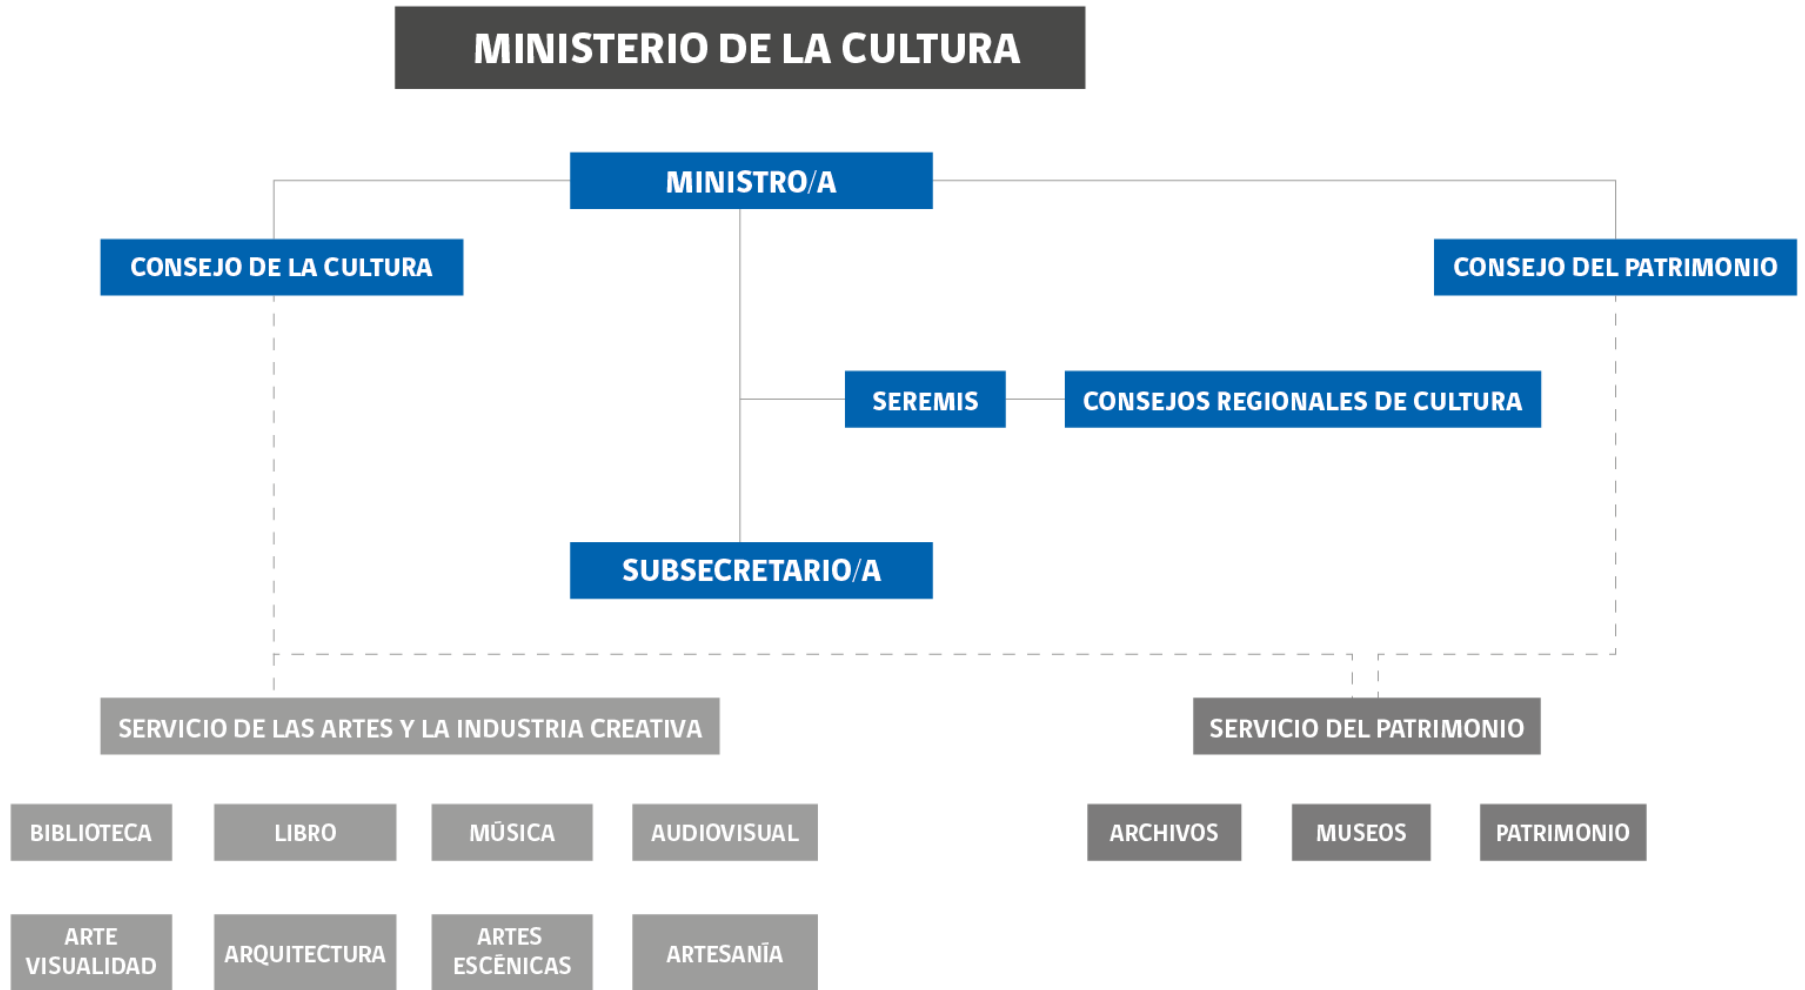 MINISTERIO DE LA CULTURA
MINISTRO/A
CONSEJO DE LA CULTURA
CONSEJO DEL PATRIMONIO
SEREMIS
CONSEJOS REGIONALES DE CULTURA
SUBSECRETARIO/A
SERVICIO DE LAS ARTES Y LA INDUSTRIA CREATIVA
SERVICIO DEL PATRIMONIO
BIBLIOTECA
LIBRO
MÚSICA
AUDIOVISUAL
ARCHIVOS
MUSEOS
PATRIMONIO
ARTE
VISUALIDAD
ARQUITECTURA
ARTES
ESCÉNICAS
ARTESANÍA